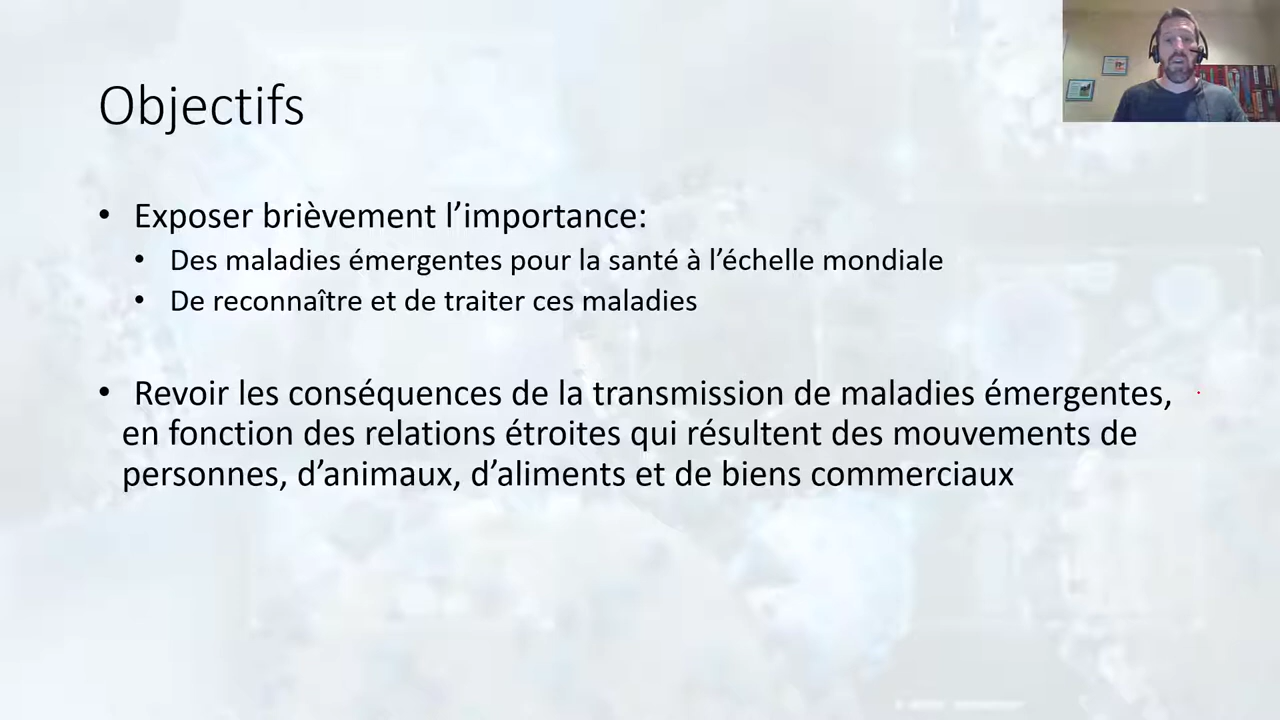 Objectifs
• Exposer brièvement l’importance:
• Des maladies émergentes pour la santé à l’échelle mondiale
• De reconnaître et de traiter ces maladies
• Revoir les conséquences de la transmission de maladies émergentes,
en fonction des relations étroites qui résultent des mouvements de
personnes, d’animaux, d’aliments et de biens commerciaux